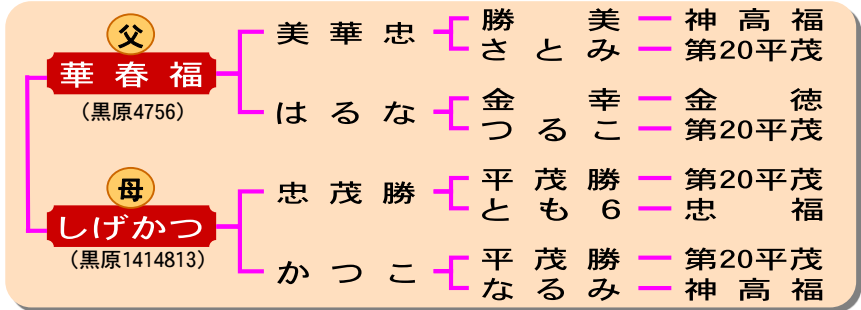 父
華春福
(黒原4756)
美華忠
勝美
神高福
さとみ
第20平茂
はるな
金幸
金徳
つるこ
第20平茂
母
しげかつ
(黒原1414813)
忠茂勝
平茂勝
第20平茂
とも6
忠福
かつこ
平茂勝
第20平茂
なるみ
神高福